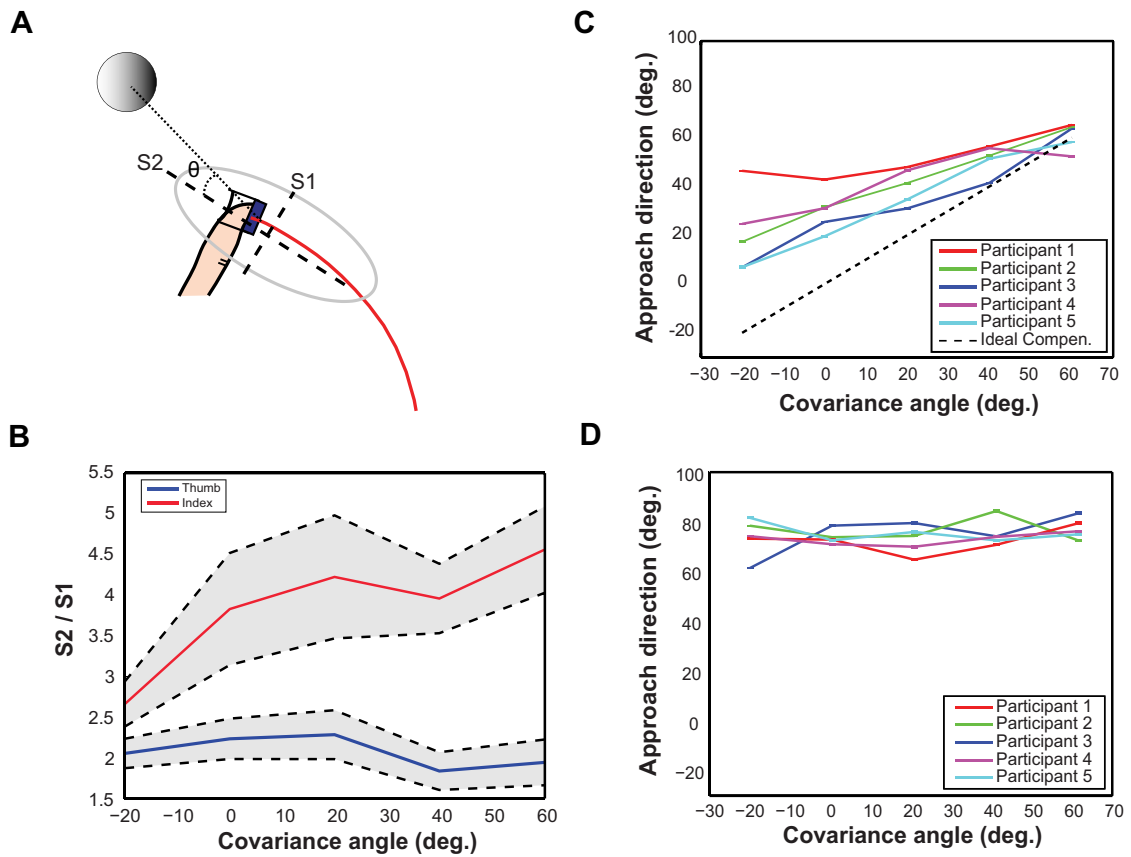 A
S2
θ
S1
B
5.5
5
4.5
4
3.5
3
2.5
2
1.5
S2 / S1
Thumb
Index
−20 −10 0 10 20 30 40 50 60
Covariance angle (deg.)
C
100
80
60
40
20
0
-20
Approach direction (deg.)
Participant 1
Participant 2
Participant 3
Participant 4
Participant 5
Ideal Compen.
−30 −20 −10 0 10 20 30 40 50 60 70
Covariance angle (deg.)
D
100
80
60
40
20
0
−20
Approach direction (deg.)
Participant 1
Participant 2
Participant 3
Participant 4
Participant 5
−30 −20 −10 0 10 20 30 40 50 60 70
Covariance angle (deg.)